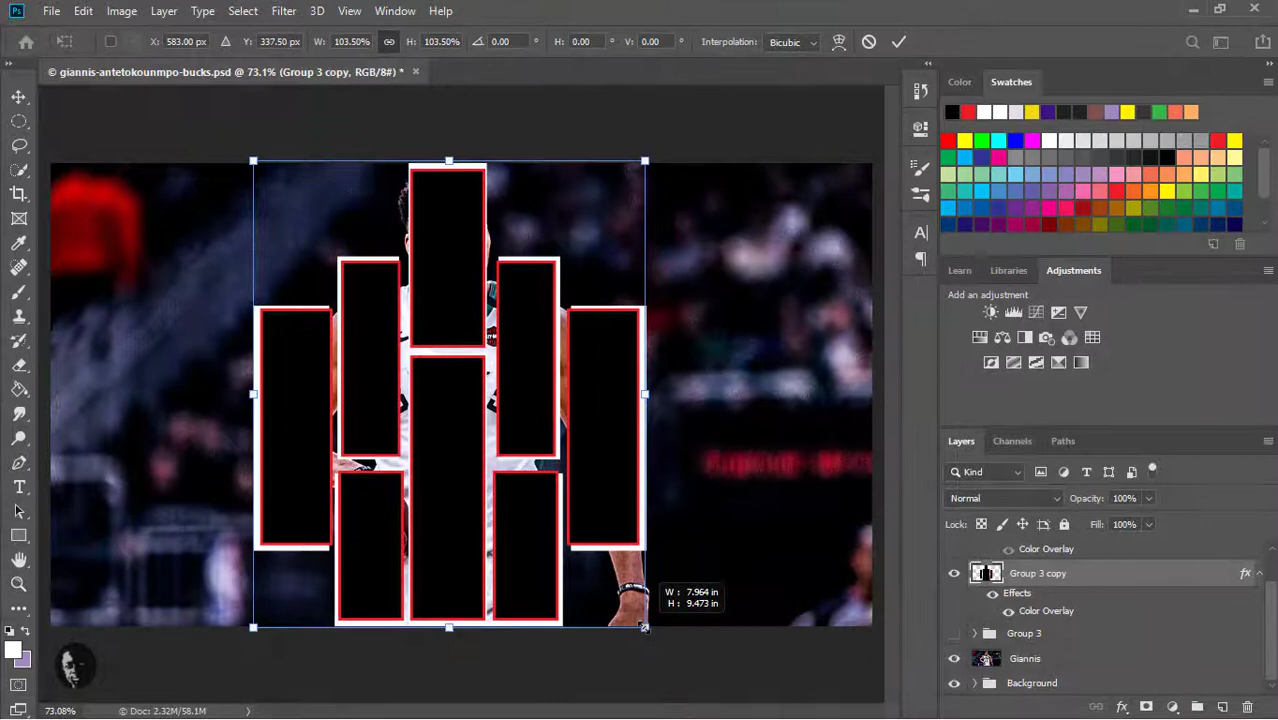 Ps File Edit Image Layer Type Select Filter 3D View Window Help
X: 583.00 px Y: 337.50 px W: 103.50% H: 103.50% 0.00 ° H: 0.00 ° V: 0.00 ° Interpolation: Bicubic
© giannis-antetokounmpo-bucks.psd @ 73.1% (Group 3 copy, RGB/8#) * ×
Color Swatches
Learn Libraries Adjustments
Add an adjustment
Layers Channels Paths
Kind
Normal Opacity: 100%
Lock: Fill: 100%
Color Overlay
Group 3 copy fx
Effects
Color Overlay
Group 3
Giannis
Background
W : 7.964 in
H : 9.473 in
73.08% © Doc: 2.32M/58.1M